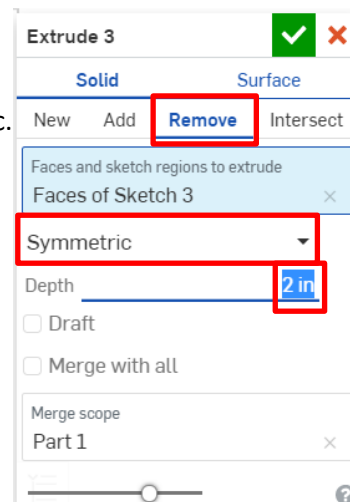 Extrude 3
Solid Surface
c.
New Add Remove Intersect
Faces and sketch regions to extrude
Faces of Sketch 3
Symmetric
Depth 2 in
Draft
Merge with all
Merge scope
Part 1
?